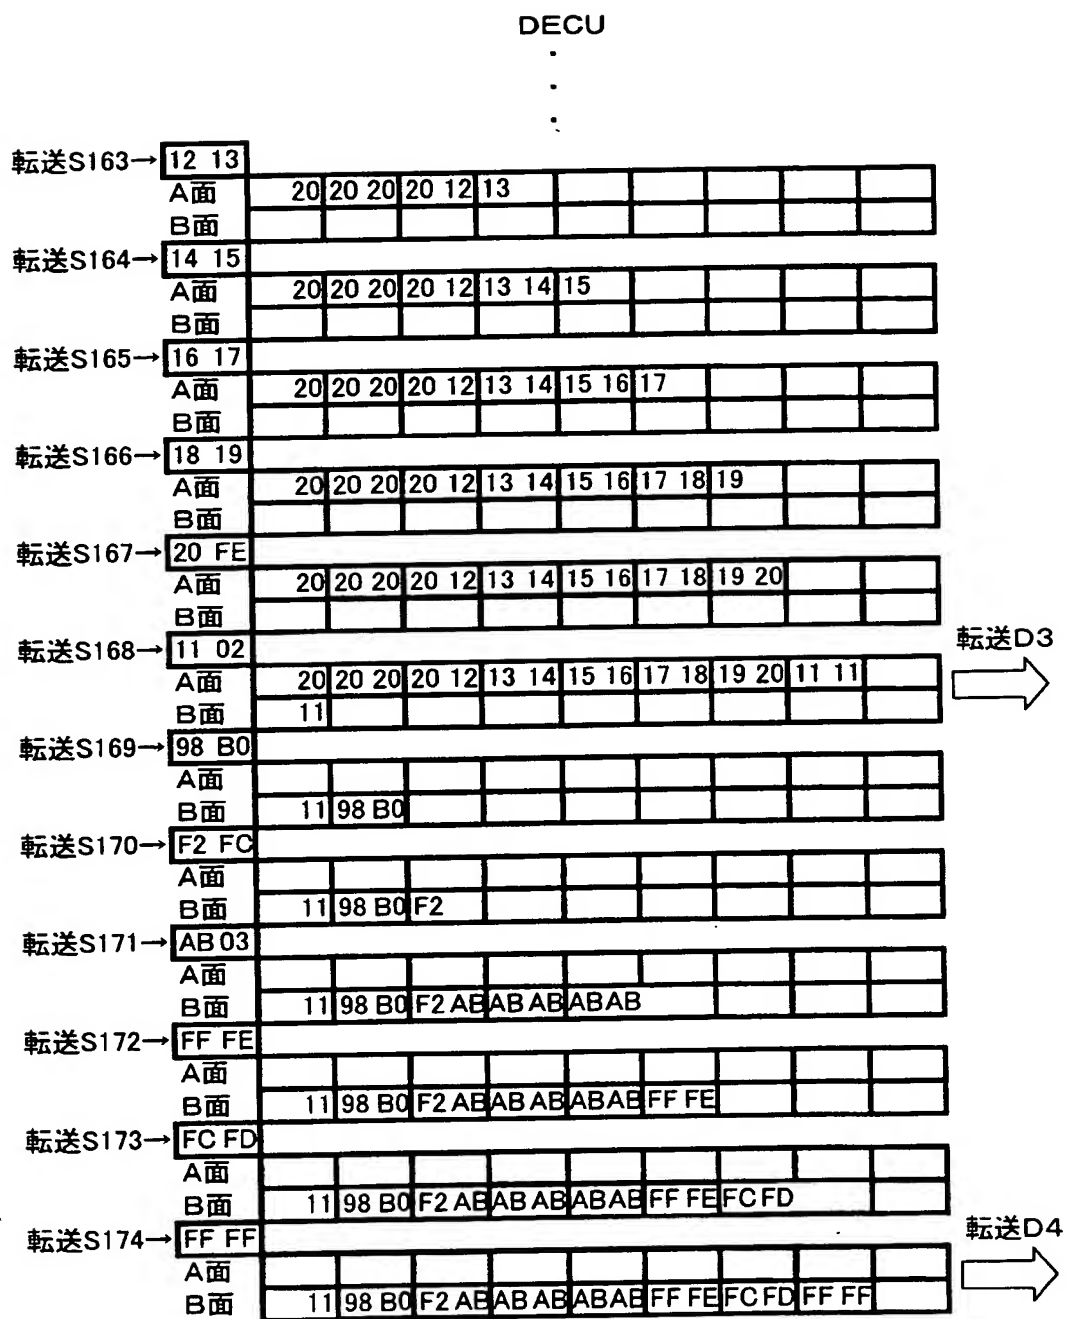 DECU
転送S163→ 12 13
A面 20 20 20 20 12 13
B面
転送S164→ 14 15
A面 20 20 20 20 12 13 14 15
B面
転送S165→ 16 17
A面 20 20 20 20 12 13 14 15 16 17
B面
転送S166→ 18 19
A面 20 20 20 20 12 13 14 15 16 17 18 19
B面
転送S167→ 20 FE
A面 20 20 20 20 12 13 14 15 16 17 18 19 20
B面
転送S168→ 11 02 転送D3
A面 20 20 20 20 12 13 14 15 16 17 18 19 20 11 11
B面 11
転送S169→ 98 B0
A面
B面 11 98 B0
転送S170→ F2 FC
A面
B面 11 98 B0 F2
転送S171→ AB 03
A面
B面 11 98 B0 F2 AB AB AB AB AB
転送S172→ FF FE
A面
B面 11 98 B0 F2 AB AB AB AB AB FF FE
転送S173→ FC FD
A面
B面 11 98 B0 F2 AB AB AB AB AB FF FE FC FD
転送S174→ FF FF 転送D4
A面
B面 11 98 B0 F2 AB AB AB AB AB FF FE FC FD FF FF